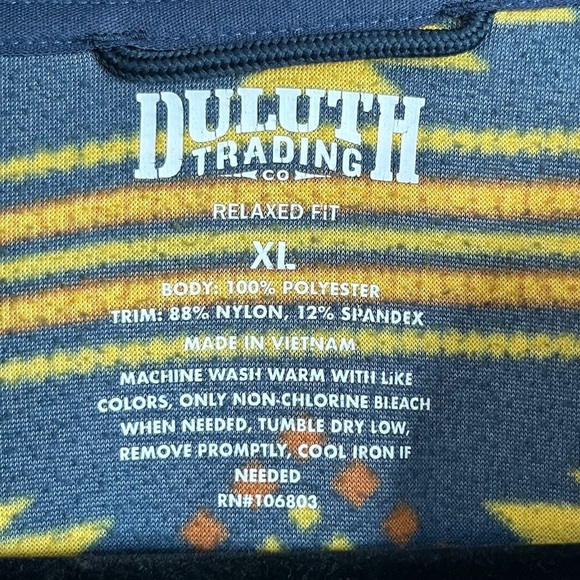 DULUTH
TRADING
CO
RELAXED FIT
XL
BODY: 100% POLYESTER
TRIM: 88% NYLON, 12% SPANDEX
MADE IN VIETNAM
MACHINE WASH WARM WITH LIKE
COLORS, ONLY NON-CHLORINE BLEACH
WHEN NEEDED, TUMBLE DRY LOW,
REMOVE PROMPTLY, COOL IRON IF
NEEDED
RN#106803